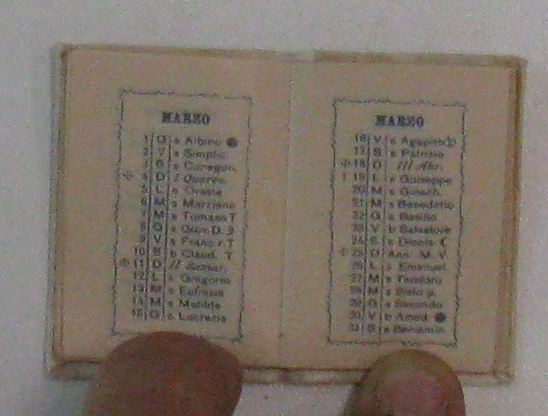 MARZO
1 G s Albino
2 V s Simplic.
3 S s Cunegon.
4 D I Quares.
5 L s Oreste
6 M s Marziano
7 M s Tomaso T
8 G s Giov. D.
9 V s Franc r. T
10 S b Claud. T
11 D II
12 L s Gregorio
13 M s Eufrasia
14 M s Matilde
15 G s Lucrezia
MARZO
16 V s Agapito
17 S s Patrizio
18 D III
19 L s Giuseppe
20 M s Gioach.
21 M s Benedetto
22 G s Basilio
23 V b Salvatore
24 S s Dionis
25 D Ann. M. V.
26 L s Emanuel.
27 M s Teodoro
28 M s Sisto p.
29 G s Secondo
30 V b Amed.
31 S s Beniamin.